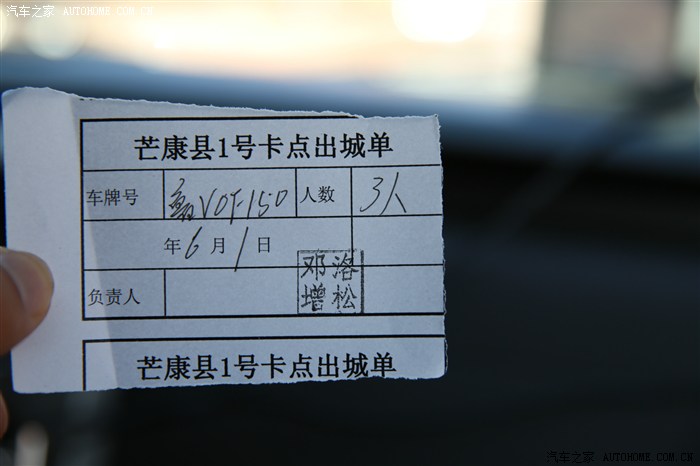 汽车之家 AUTOHOME.COM.CN
芒康县1号卡点出城单
车牌号 VOT150 人数 3人
年6月1日
负责人 邓洛
增松
芒康县1号卡点出城单
汽车之家 AUTOHOME.COM.CN